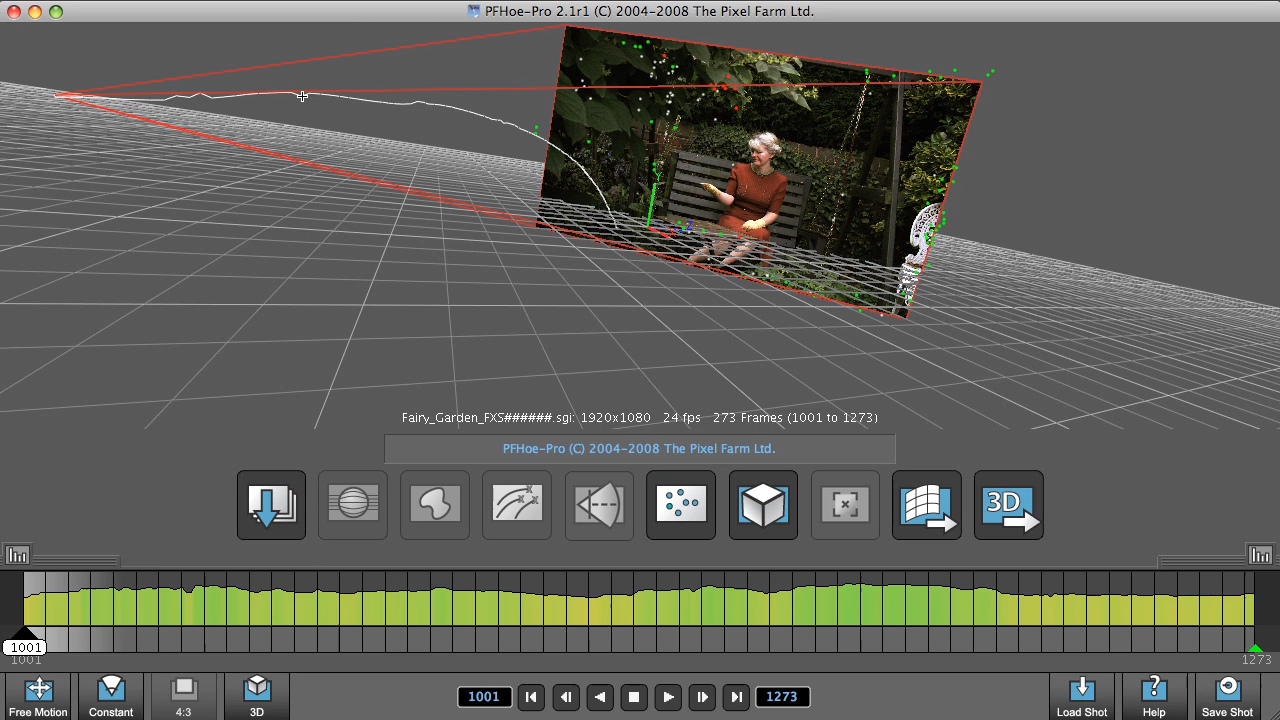 PFHoe-Pro 2.1r1 (C) 2004-2008 The Pixel Farm Ltd.
Fairy_Garden_FXS######.sgi: 1920x1080 24 fps 273 Frames (1001 to 1273)
PFHoe-Pro (C) 2004-2008 The Pixel Farm Ltd.
3D
1001
1001
1273
1001
1273
Free Motion
Constant
4:3
3D
Load Shot
Help
Save Shot